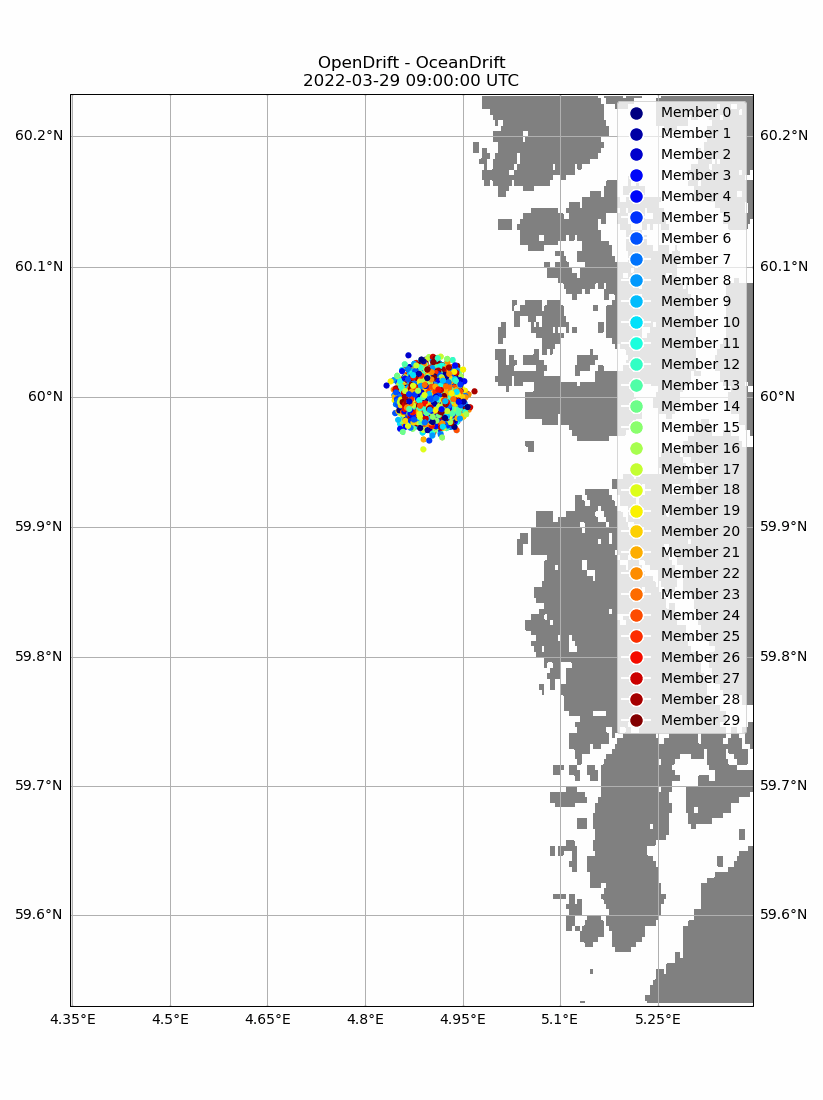 OpenDrift - OceanDrift
2022-03-29 09:00:00 UTC
60.2°N
60.1°N
60°N
59.9°N
59.8°N
59.7°N
59.6°N
Member 0
Member 1
Member 2
Member 3
Member 4
Member 5
Member 6
Member 7
Member 8
Member 9
Member 10
Member 11
Member 12
Member 13
Member 14
Member 15
Member 16
Member 17
Member 18
Member 19
Member 20
Member 21
Member 22
Member 23
Member 24
Member 25
Member 26
Member 27
Member 28
Member 29
60.2°N
60.1°N
60°N
59.9°N
59.8°N
59.7°N
59.6°N
4.35°E 4.5°E 4.65°E 4.8°E 4.95°E 5.1°E 5.25°E